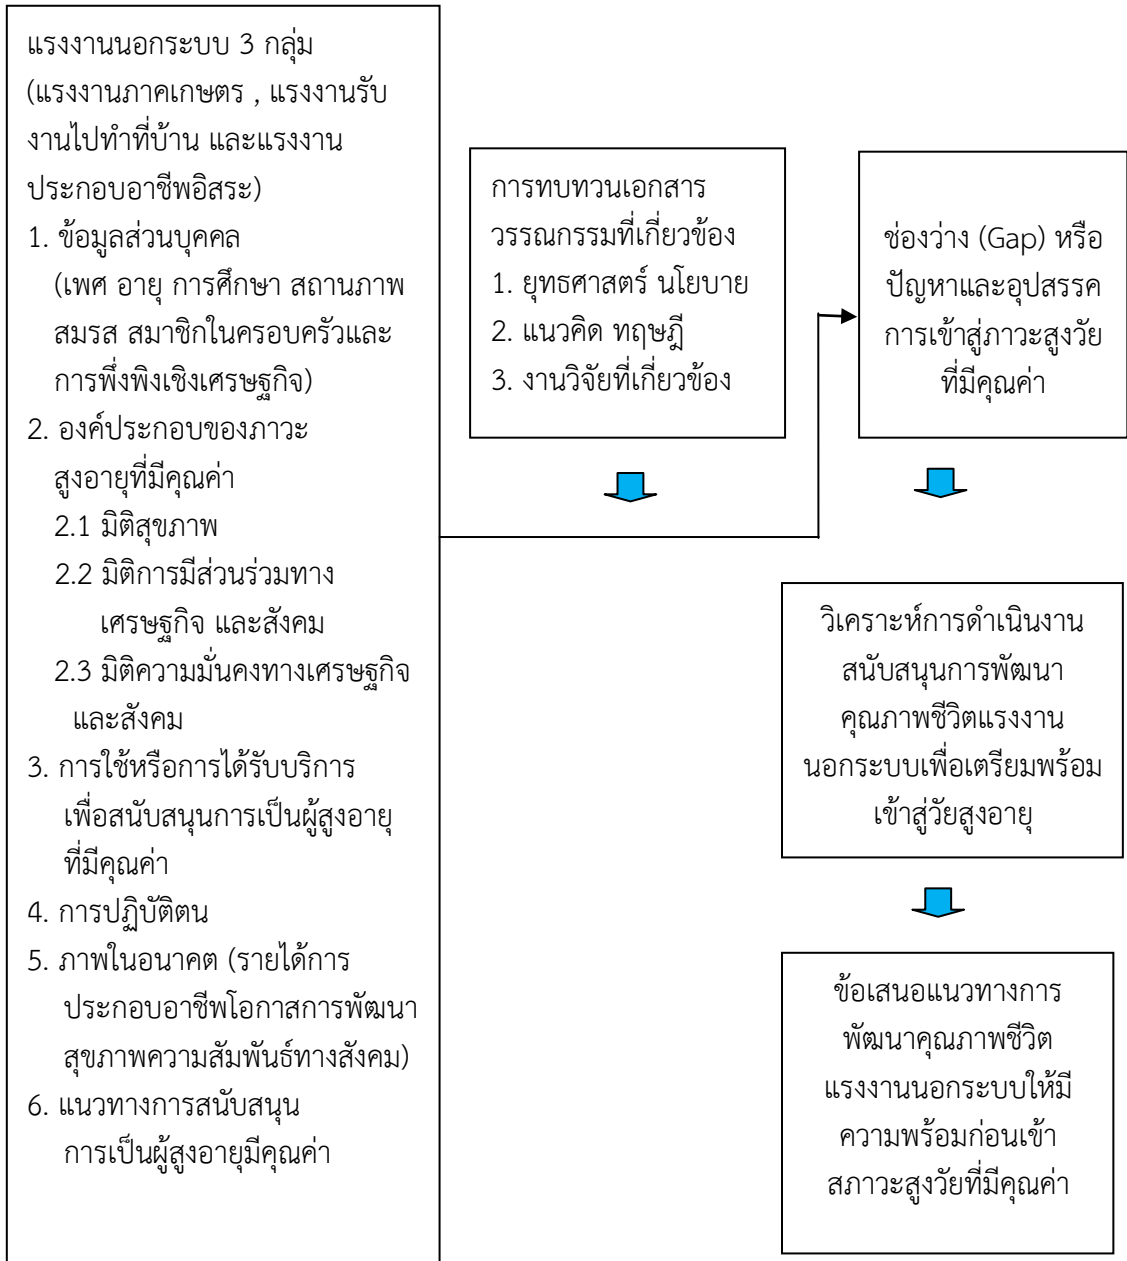 แรงงานนอกระบบ 3 กลุ่ม
(แรงงานภาคเกษตร , แรงงานรับ
งานไปทำที่บ้าน และแรงงาน
ประกอบอาชีพอิสระ)
1. ข้อมูลส่วนบุคคล
(เพศ อายุ การศึกษา สถานภาพ
สมรส สมาชิกในครอบครัวและ
การพึ่งพิงเชิงเศรษฐกิจ)
2. องค์ประกอบของภาวะ
สูงอายุที่มีคุณค่า
2.1 มิติสุขภาพ
2.2 มิติการมีส่วนร่วมทาง
เศรษฐกิจ และสังคม
2.3 มิติความมั่นคงทางเศรษฐกิจ
และสังคม
3. การใช้หรือการได้รับบริการ
เพื่อสนับสนุนการเป็นผู้สูงอายุ
ที่มีคุณค่า
4. การปฏิบัติตน
5. ภาพในอนาคต (รายได้การ
ประกอบอาชีพโอกาสการพัฒนา
สุขภาพความสัมพันธ์ทางสังคม)
6. แนวทางการสนับสนุน
การเป็นผู้สูงอายุมีคุณค่า
การทบทวนเอกสาร
วรรณกรรมที่เกี่ยวข้อง
1. ยุทธศาสตร์ นโยบาย
2. แนวคิด ทฤษฎี
3. งานวิจัยที่เกี่ยวข้อง
ช่องว่าง (Gap) หรือ
ปัญหาและอุปสรรค
การเข้าสู่ภาวะสูงวัย
ที่มีคุณค่า
วิเคราะห์การดำเนินงาน
สนับสนุนการพัฒนา
คุณภาพชีวิตแรงงาน
นอกระบบเพื่อเตรียมพร้อม
เข้าสู่วัยสูงอายุ
ข้อเสนอแนวทางการ
พัฒนาคุณภาพชีวิต
แรงงานนอกระบบให้มี
ความพร้อมก่อนเข้า
สภาวะสูงวัยที่มีคุณค่า